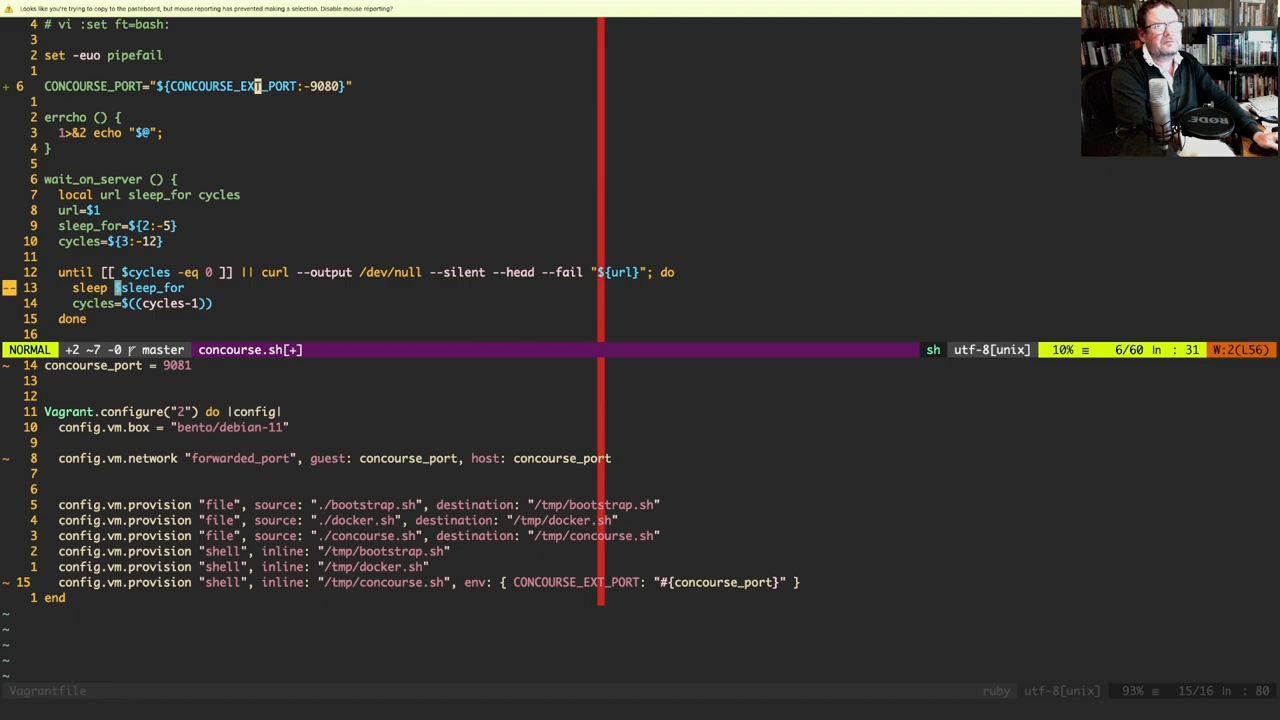 Looks like you're trying to copy to the pasteboard, but mouse reporting has prevented making a selection. Disable mouse reporting?
4 # vi :set ft=bash:
3
2 set -euo pipefail
1
+ 6 CONCOURSE_PORT="${CONCOURSE_EXT_PORT:-9080}"
1
2 errcho () {
3 1>&2 echo "$@";
4 }
5
6 wait_on_server () {
7 local url sleep_for cycles
8 url=$1
9 sleep_for=${2:-5}
10 cycles=${3:-12}
11
12 until [[ $cycles -eq 0 ]] || curl --output /dev/null --silent --head --fail "${url}"; do
-- 13 sleep $sleep_for
14 cycles=$((cycles-1))
15 done
16
NORMAL +2 ~7 -0 master concourse.sh[+] sh utf-8[unix] 10% ≡ 6/60 ln : 31 W:2(L56)
~ 14 concourse_port = 9081
13
12
11 Vagrant.configure("2") do |config|
10 config.vm.box = "bento/debian-11"
9
~ 8 config.vm.network "forwarded_port", guest: concourse_port, host: concourse_port
7
6
5 config.vm.provision "file", source: "./bootstrap.sh", destination: "/tmp/bootstrap.sh"
4 config.vm.provision "file", source: "./docker.sh", destination: "/tmp/docker.sh"
3 config.vm.provision "file", source: "./concourse.sh", destination: "/tmp/concourse.sh"
2 config.vm.provision "shell", inline: "/tmp/bootstrap.sh"
1 config.vm.provision "shell", inline: "/tmp/docker.sh"
~ 15 config.vm.provision "shell", inline: "/tmp/concourse.sh", env: { CONCOURSE_EXT_PORT: "#{concourse_port}" }
1 end
~
~
~
~
~
Vagrantfile ruby utf-8[unix] 93% ≡ 15/16 ln : 80
RODE